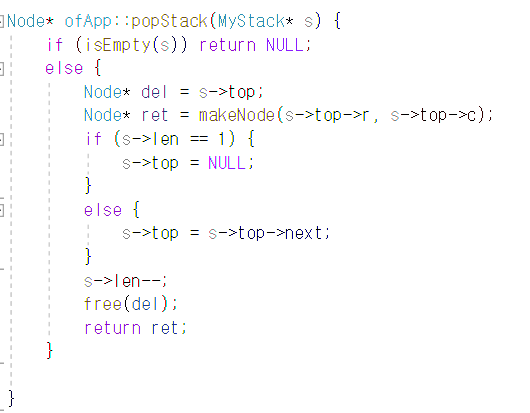 Node* ofApp::popStack(MyStack* s) {
    if (isEmpty(s)) return NULL;
    else {
        Node* del = s->top;
        Node* ret = makeNode(s->top->r, s->top->c);
        if (s->len == 1) {
            s->top = NULL;
        }
        else {
            s->top = s->top->next;
        }
        s->len--;
        free(del);
        return ret;
    }
}